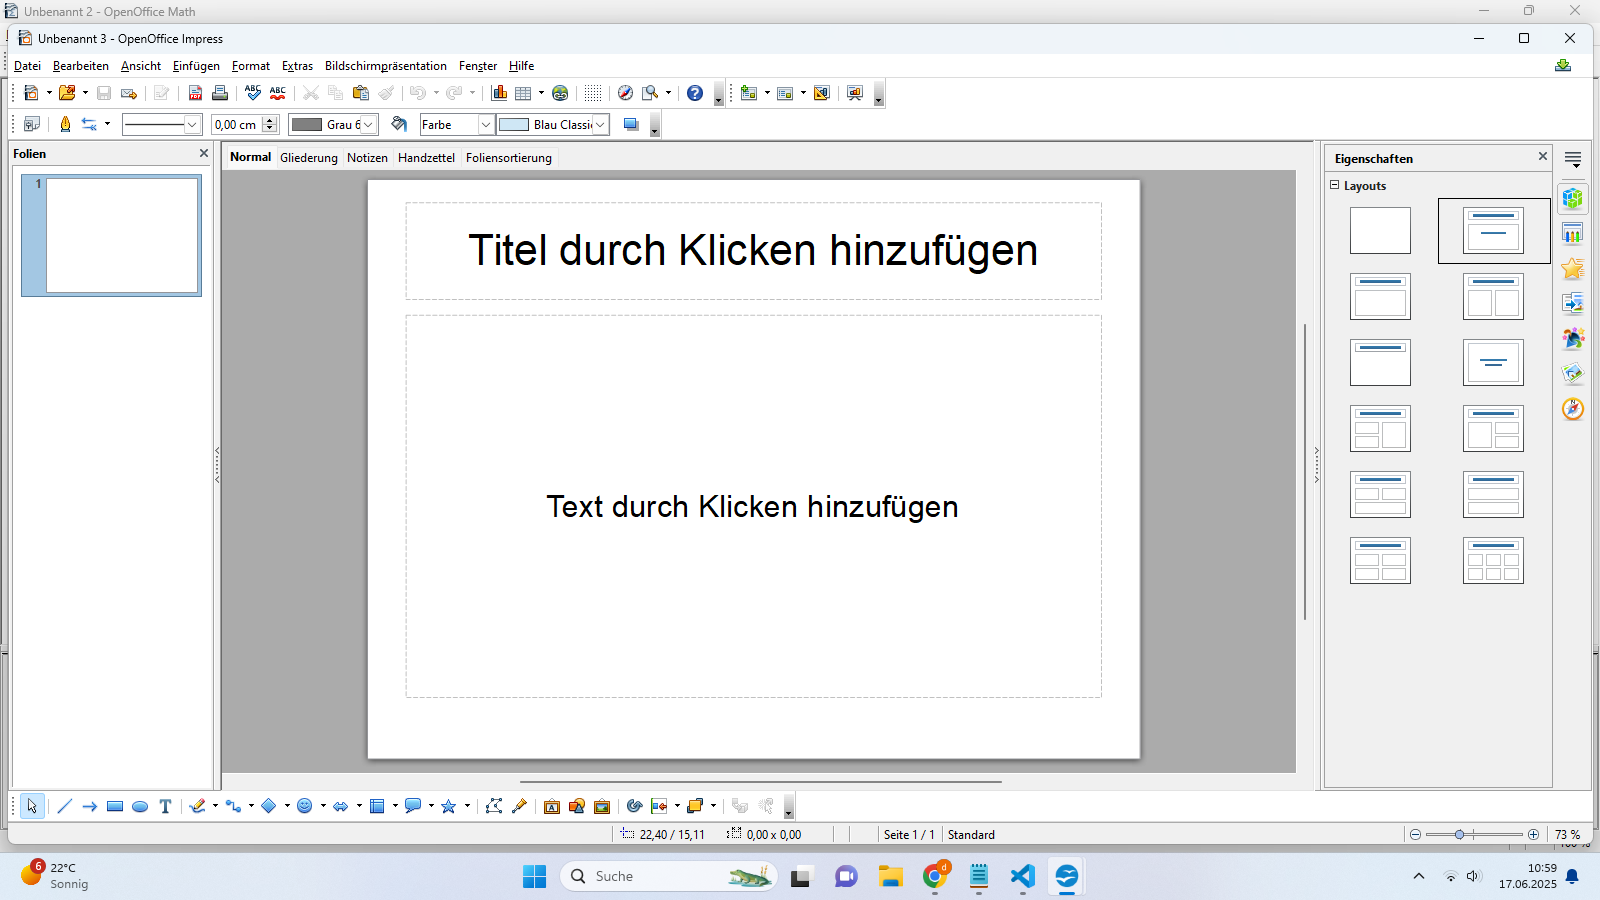 Unbenannt 2 - OpenOffice Math
Unbenannt 3 - OpenOffice Impress
Datei Bearbeiten Ansicht Einfügen Format Extras Bildschirmpräsentation Fenster Hilfe
0,00 cm Grau 6 Farbe Blau Classi
Folien
Normal Gliederung Notizen Handzettel Foliensortierung
Eigenschaften
Layouts
1
Titel durch Klicken hinzufügen
Text durch Klicken hinzufügen
22,40 / 15,11 0,00 x 0,00 Seite 1 / 1 Standard 73 %
6
22°C
Sonnig
Suche
d
10:59
17.06.2025